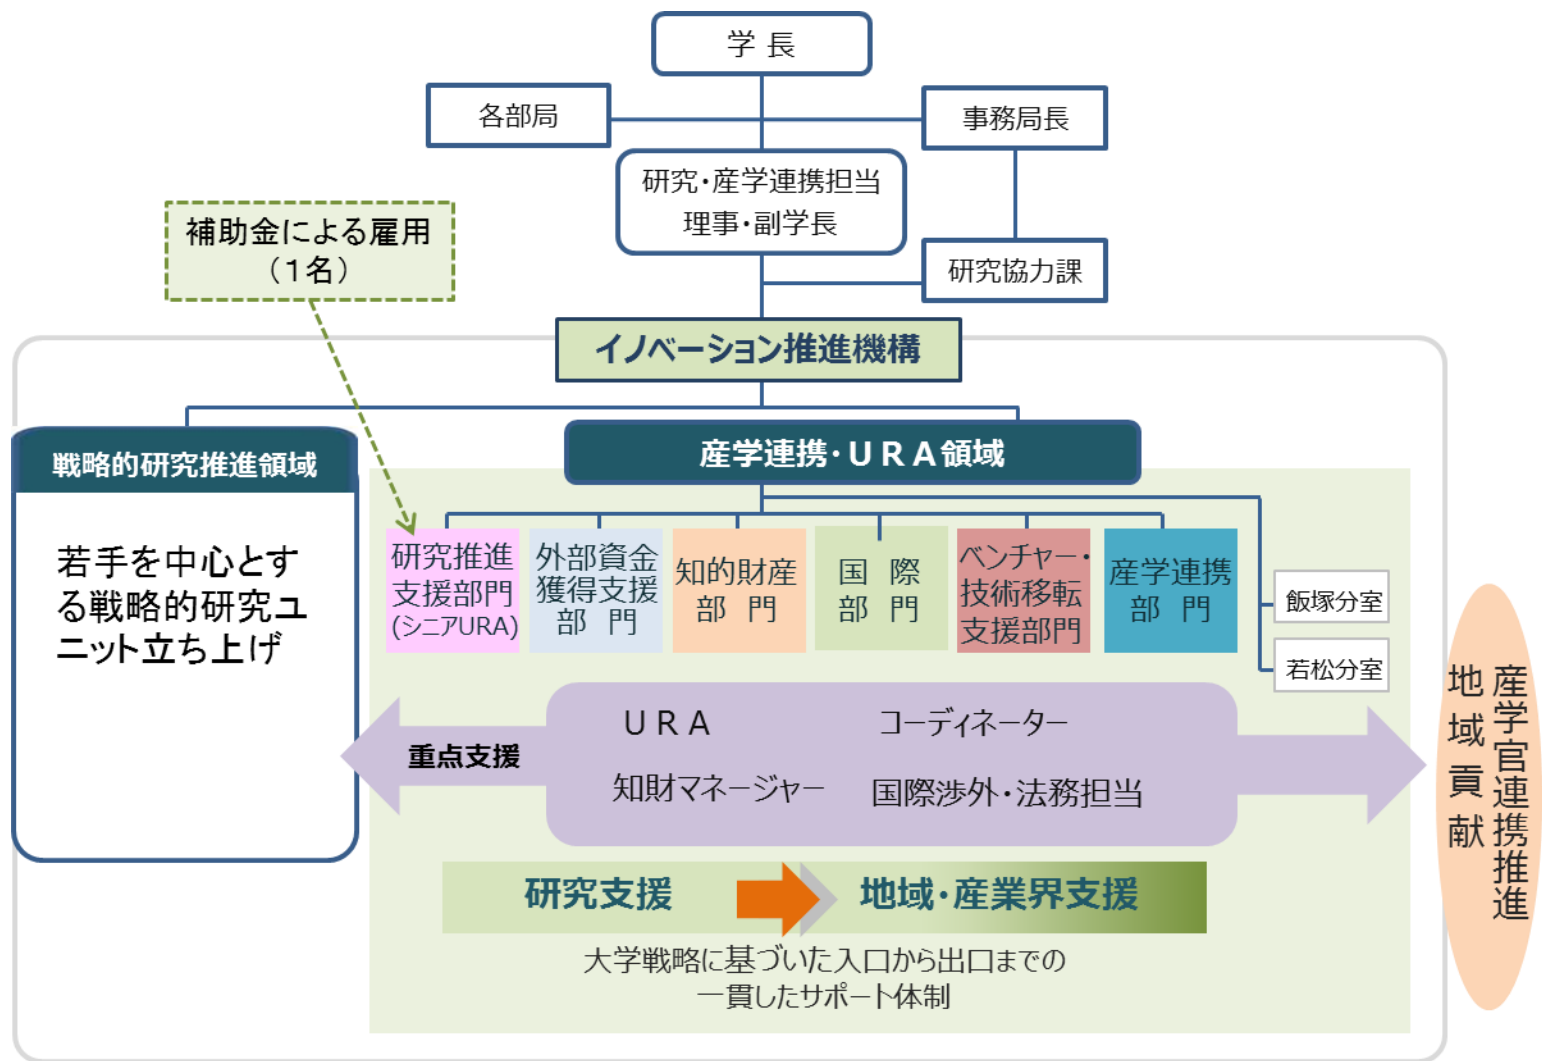 学 長
各部局
事務局長
研究・産学連携担当
理事・副学長
補助金による雇用
（１名）
研究協力課
イノベーション推進機構
戦略的研究推進領域
産学連携・ＵＲＡ領域
若手を中心とす
る戦略的研究ユ
ニット立ち上げ
研究推進
支援部門
(シニアURA)
外部資金
獲得支援
部　門
知的財産
部　門
国　際
部　門
ベンチャー・
技術移転
支援部門
産学連携
部　門
飯塚分室
若松分室
重点支援
ＵＲＡ
コーディネーター
知財マネージャー
国際渉外・法務担当
産学官連携推進
地域貢献
研究支援
地域・産業界支援
大学戦略に基づいた入口から出口までの
一貫したサポート体制